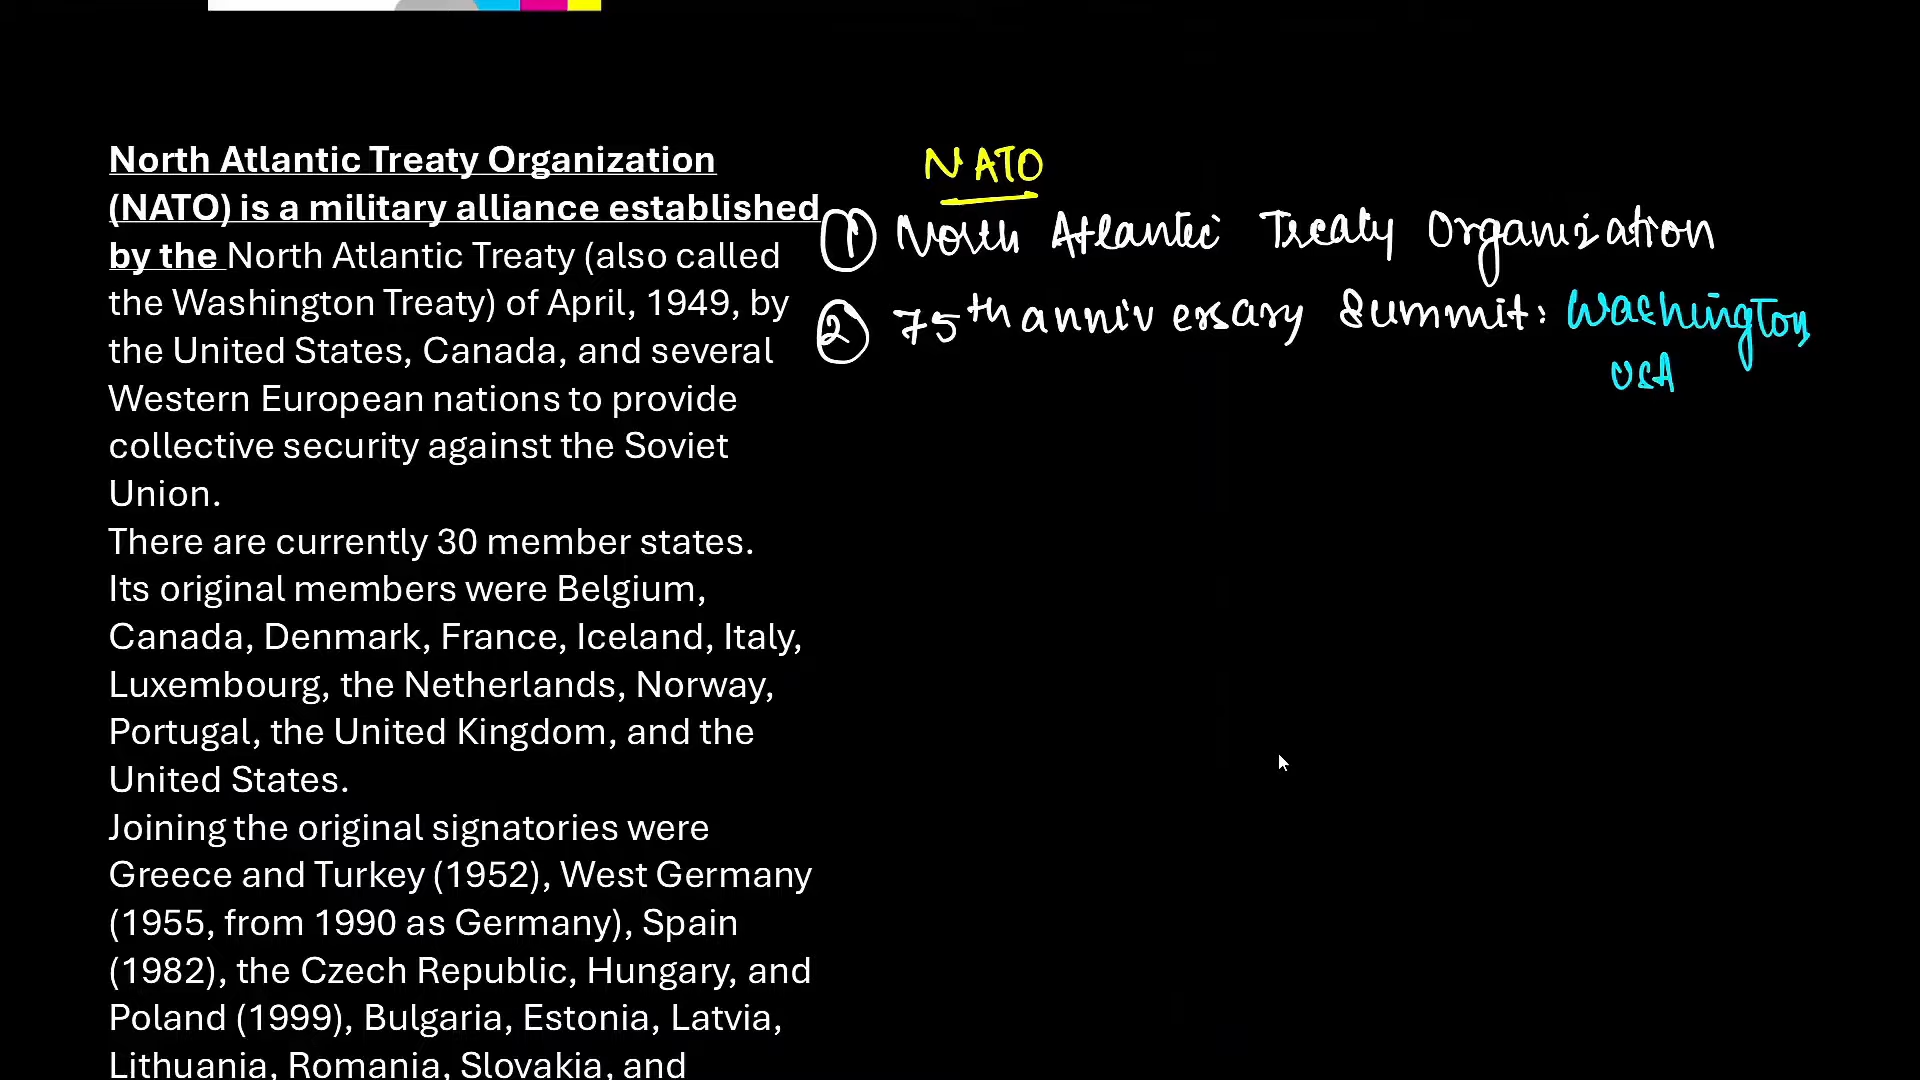 North Atlantic Treaty Organization
(NATO) is a military alliance established
by the North Atlantic Treaty (also called
the Washington Treaty) of April, 1949, by
the United States, Canada, and several
Western European nations to provide
collective security against the Soviet
Union.
There are currently 30 member states.
Its original members were Belgium,
Canada, Denmark, France, Iceland, Italy,
Luxembourg, the Netherlands, Norway,
Portugal, the United Kingdom, and the
United States.
Joining the original signatories were
Greece and Turkey (1952), West Germany
(1955, from 1990 as Germany), Spain
(1982), the Czech Republic, Hungary, and
Poland (1999), Bulgaria, Estonia, Latvia,
Lithuania, Romania, Slovakia, and
NATO
① North Atlantic Treaty Organization
② 75th anniversary Summit: Washington,
USA